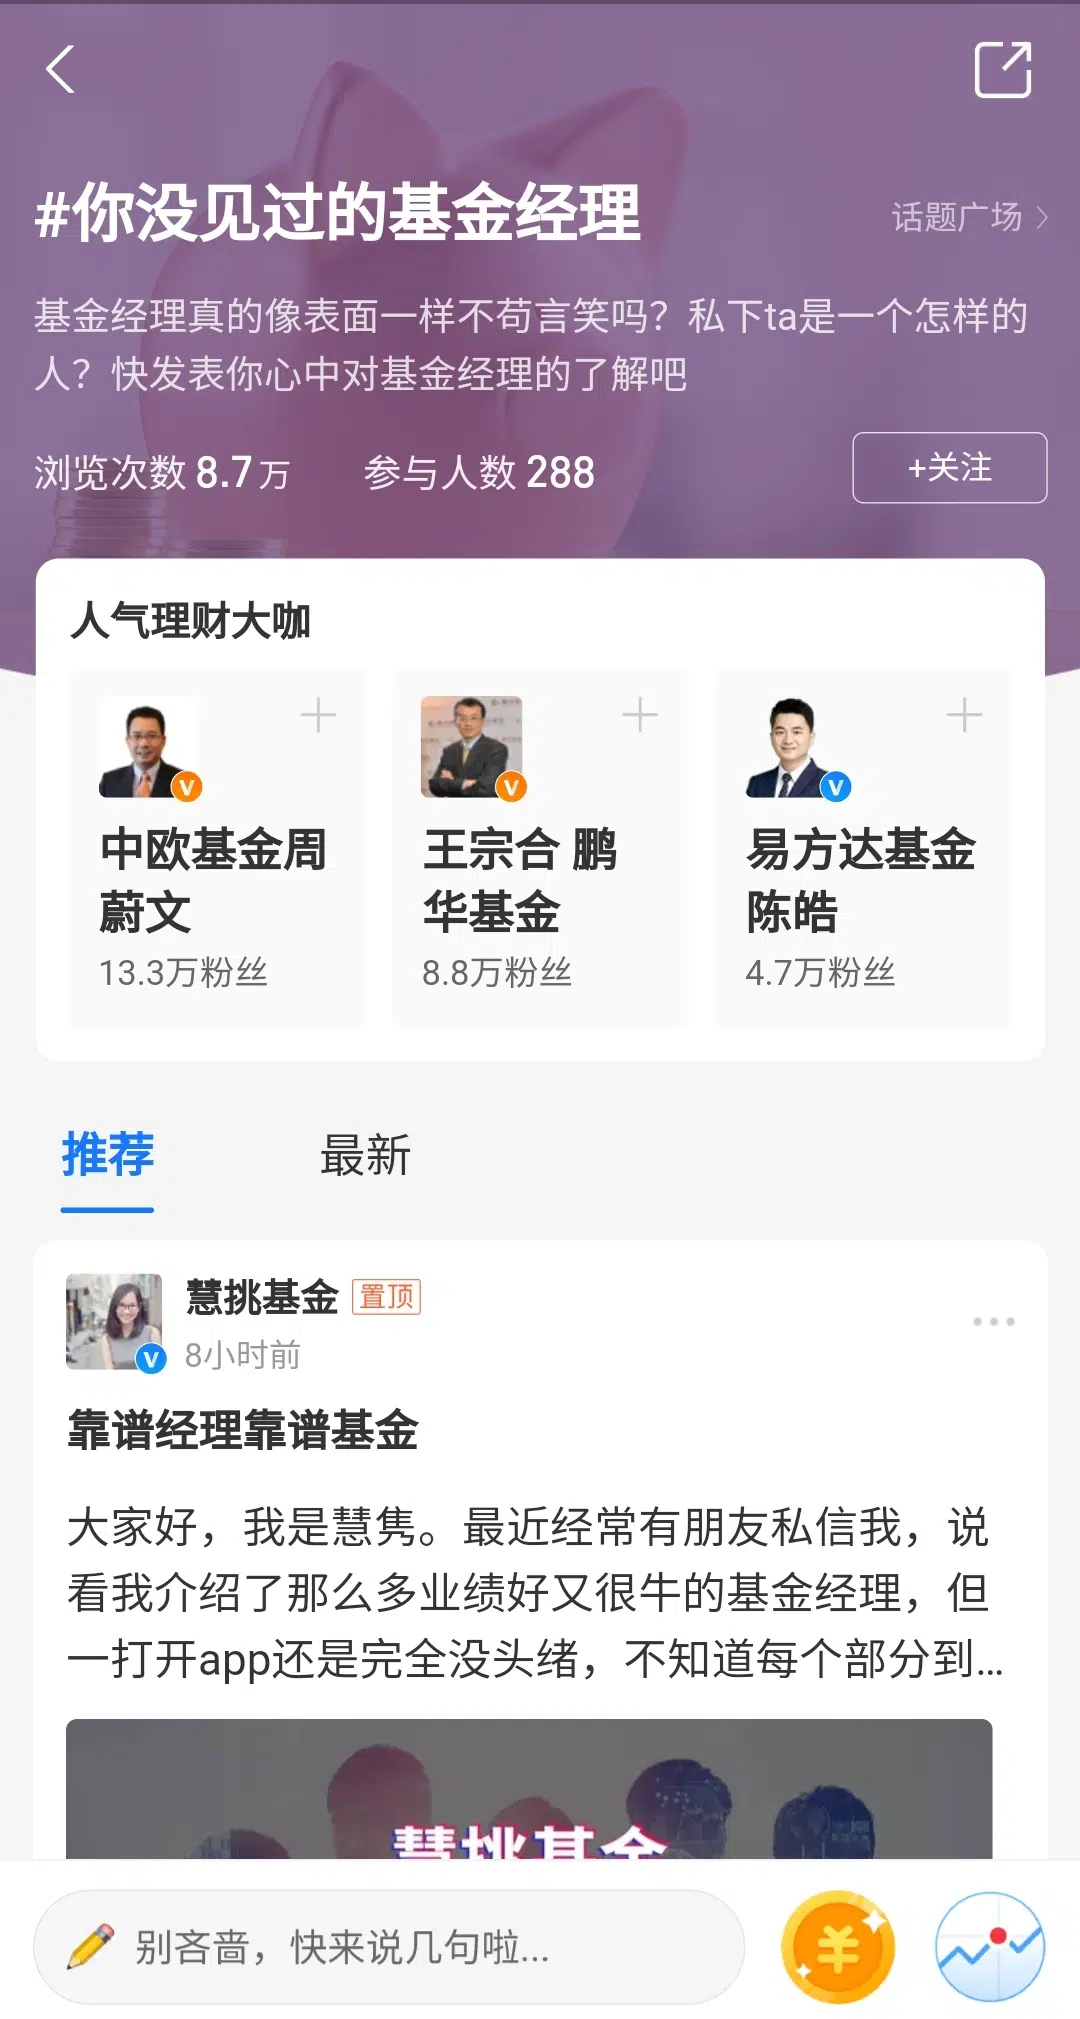 #你没见过的基金经理
话题广场
基金经理真的像表面一样不苟言笑吗？私下ta是一个怎样的
人？快发表你心中对基金经理的了解吧
浏览次数 8.7万 参与人数 288
+关注
人气理财大咖
中欧基金周
蔚文
13.3万粉丝
王宗合 鹏
华基金
8.8万粉丝
易方达基金
陈皓
4.7万粉丝
推荐 最新
慧挑基金 置顶
8小时前
靠谱经理靠谱基金
大家好，我是慧隽。最近经常有朋友私信我，说
看我介绍了那么多业绩好又很牛的基金经理，但
一打开app还是完全没头绪，不知道每个部分到...
慧挑基金
别吝啬，快来说几句啦...